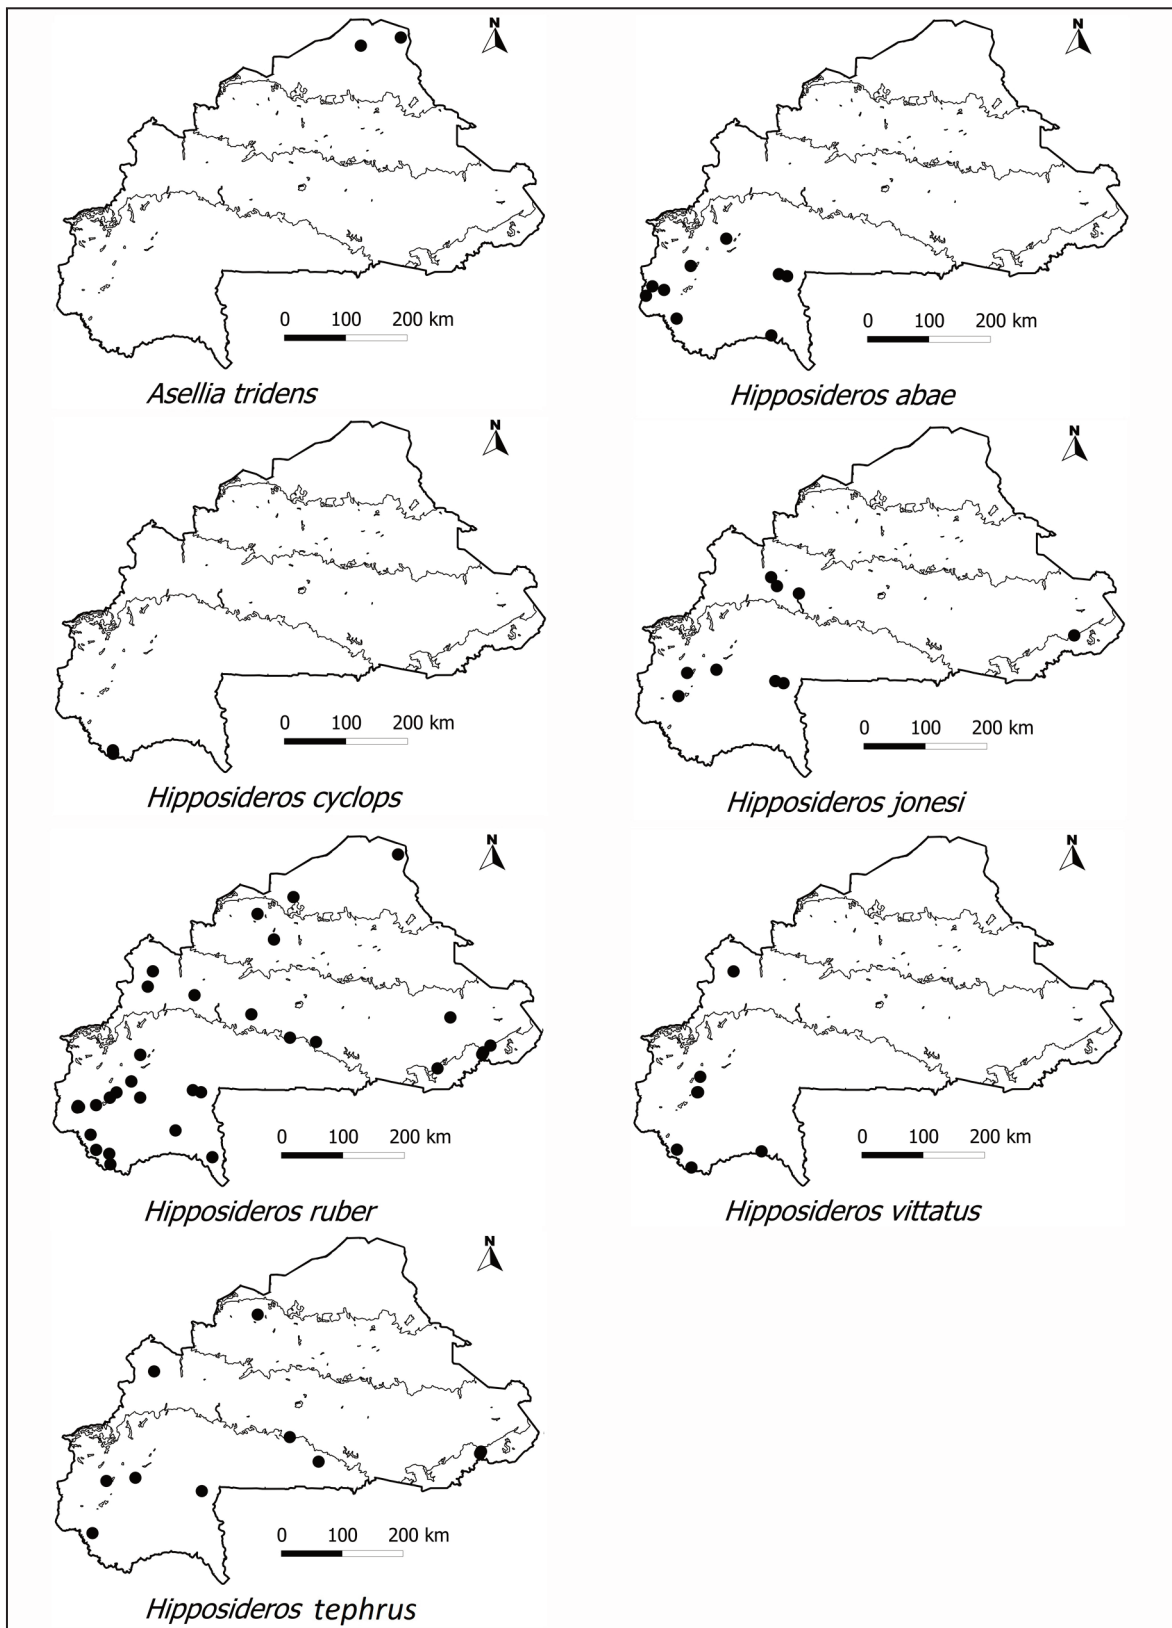 N
N
0 100 200 km
0 100 200 km
Asellia tridens
Hipposideros abae
N
N
0 100 200 km
0 100 200 km
Hipposideros cyclops
Hipposideros jonesi
N
N
0 100 200 km
0 100 200 km
Hipposideros ruber
Hipposideros vittatus
N
0 100 200 km
Hipposideros tephrus